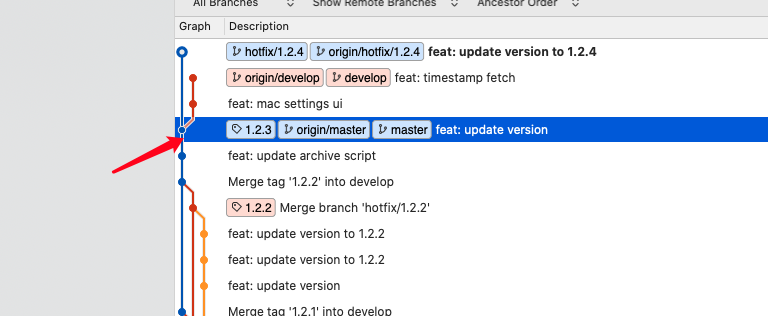 All Branches Show Remote Branches Ancestor Order
Graph Description
hotfix/1.2.4 origin/hotfix/1.2.4 feat: update version to 1.2.4
origin/develop develop feat: timestamp fetch
feat: mac settings ui
1.2.3 origin/master master feat: update version
feat: update archive script
Merge tag '1.2.2' into develop
1.2.2 Merge branch 'hotfix/1.2.2'
feat: update version to 1.2.2
feat: update version to 1.2.2
feat: update version
Merge tag '1.2.1' into develop